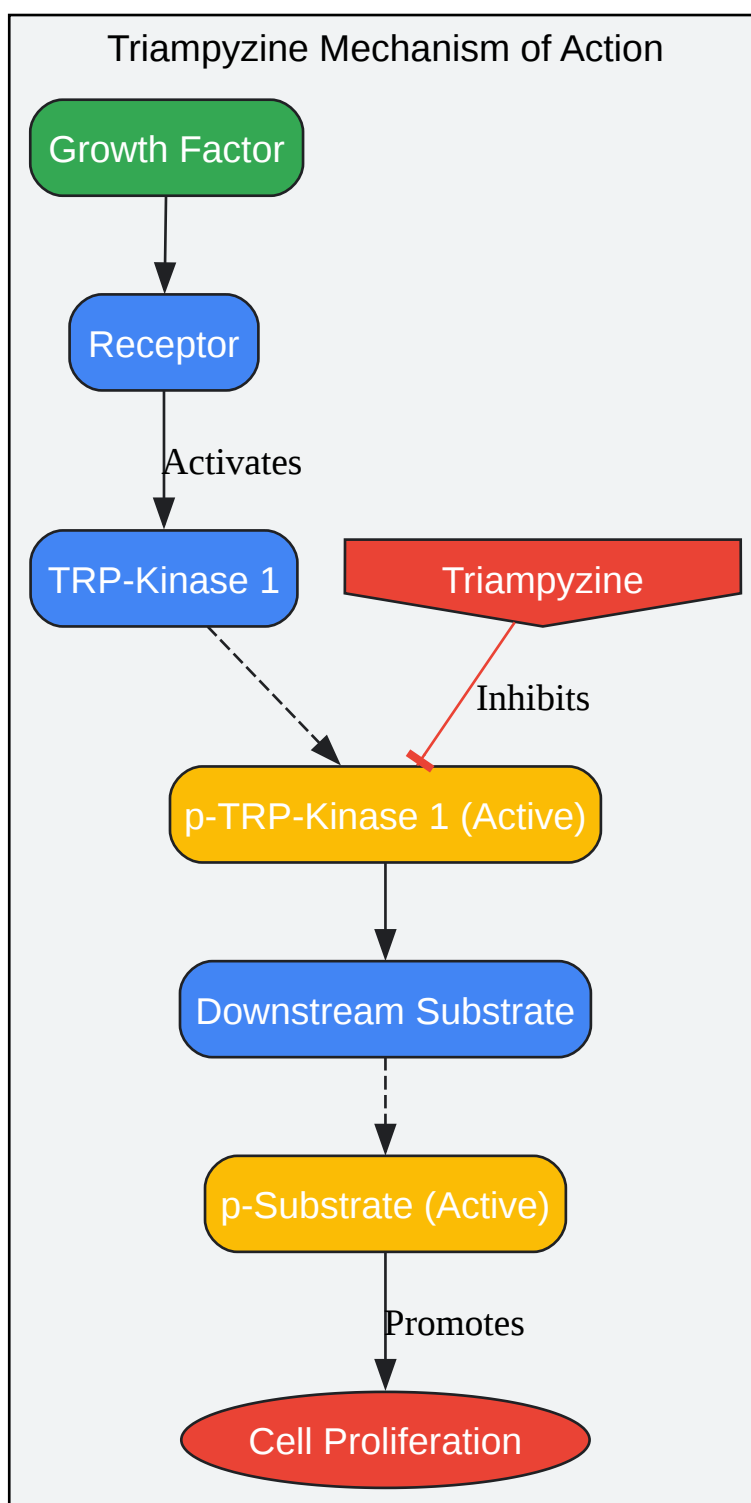 Triampyzine Mechanism of Action
Growth Factor
Receptor
Activates
TRP-Kinase 1
Triampyzine
Inhibits
p-TRP-Kinase 1 (Active)
Downstream Substrate
p-Substrate (Active)
Promotes
Cell Proliferation